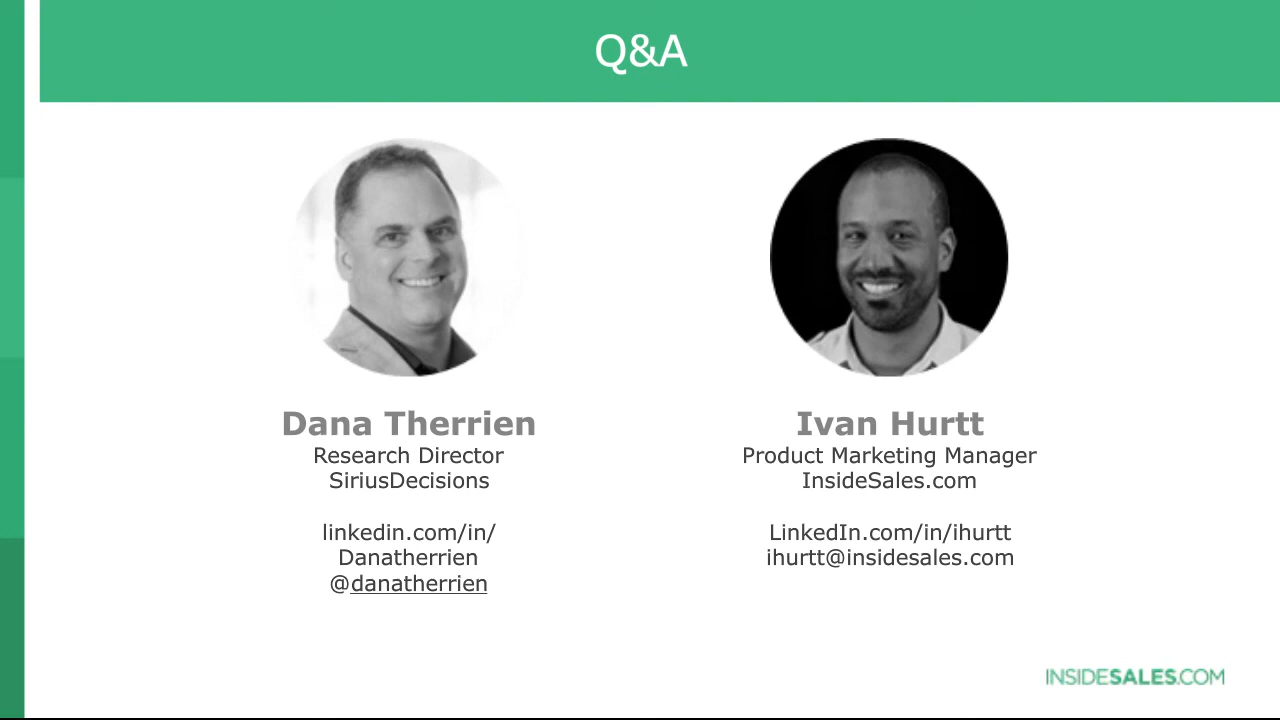 Q&A
Dana Therrien
Research Director
SiriusDecisions
linkedin.com/in/
Danatherrien
@danatherrien
Ivan Hurtt
Product Marketing Manager
InsideSales.com
LinkedIn.com/in/ihurtt
ihurtt@insidesales.com
INSIDESALES.COM